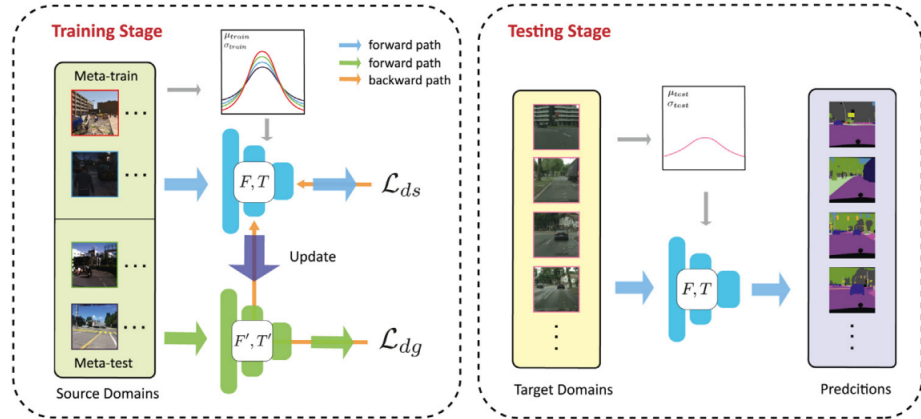 Training Stage
Meta-train
μtrain
σtrain
forward path
forward path
backward path
F, T
ℒds
Update
F′, T′
ℒdg
Meta-test
Source Domains
Testing Stage
μtest
σtest
F, T
Target Domains
Predcitions